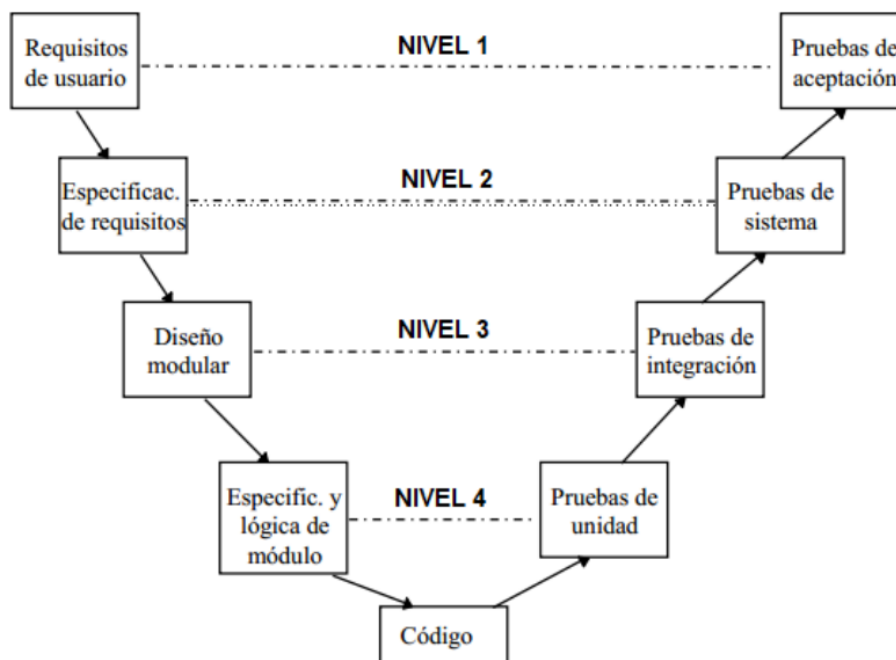 Requisitos
de usuario
NIVEL 1
Pruebas de
aceptación
Especificac.
de requisitos
NIVEL 2
Pruebas de
sistema
Diseño
modular
NIVEL 3
Pruebas de
integración
Especific. y
lógica de
módulo
NIVEL 4
Pruebas de
unidad
Código